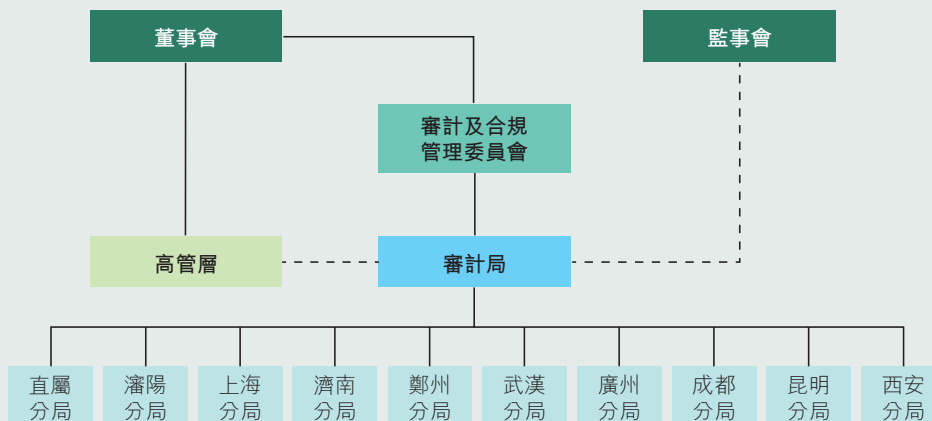 董事會
監事會
審計及合規
管理委員會
高管層
審計局
直屬
分局
瀋陽
分局
上海
分局
濟南
分局
鄭州
分局
武漢
分局
廣州
分局
成都
分局
昆明
分局
西安
分局